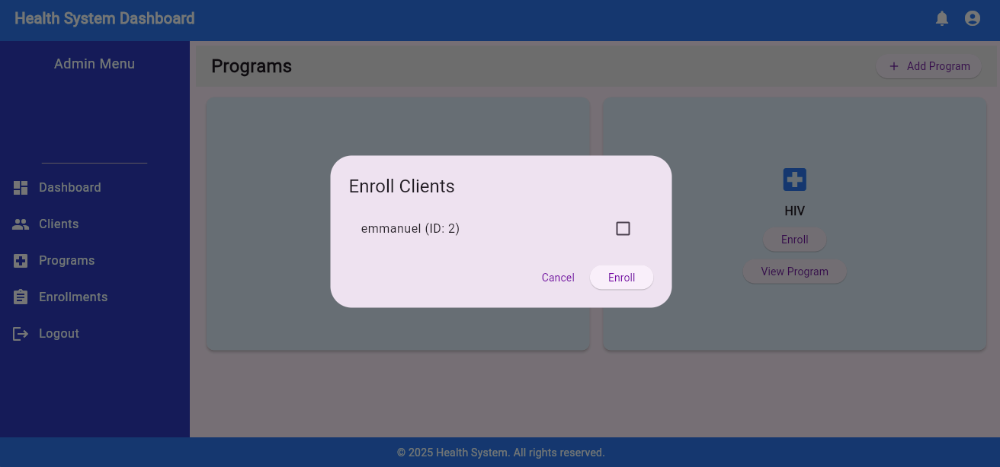 Health System Dashboard
Admin Menu
Programs
Add Program
Dashboard
Clients
Programs
Enrollments
Logout
Enroll Clients
emmanuel (ID: 2)
Cancel
Enroll
HIV
Enroll
View Program
© 2025 Health System. All rights reserved.